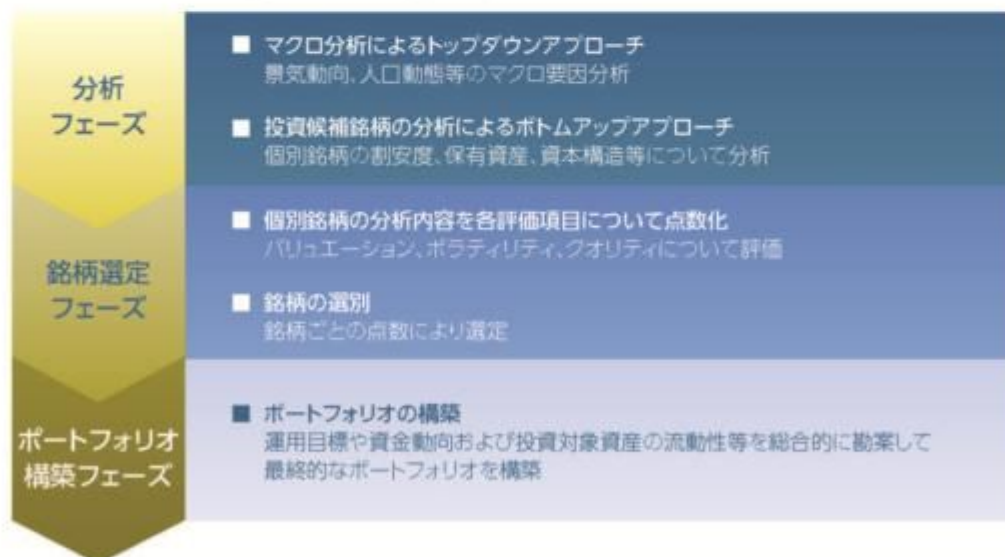 分析
フェーズ
■ マクロ分析によるトップダウンアプローチ
景気動向、人口動態等のマクロ要因分析
■ 投資候補銘柄の分析によるボトムアップアプローチ
個別銘柄の割安度、保有資産、資本構造等について分析
銘柄選定
フェーズ
■ 個別銘柄の分析内容を各評価項目について点数化
バリュエーション、ボラティリティ、クオリティについて評価
■ 銘柄の選別
銘柄ごとの点数により選定
ポートフォリオ
構築フェーズ
■ ポートフォリオの構築
運用目標や資金動向および投資対象資産の流動性等を総合的に勘案して
最終的なポートフォリオを構築